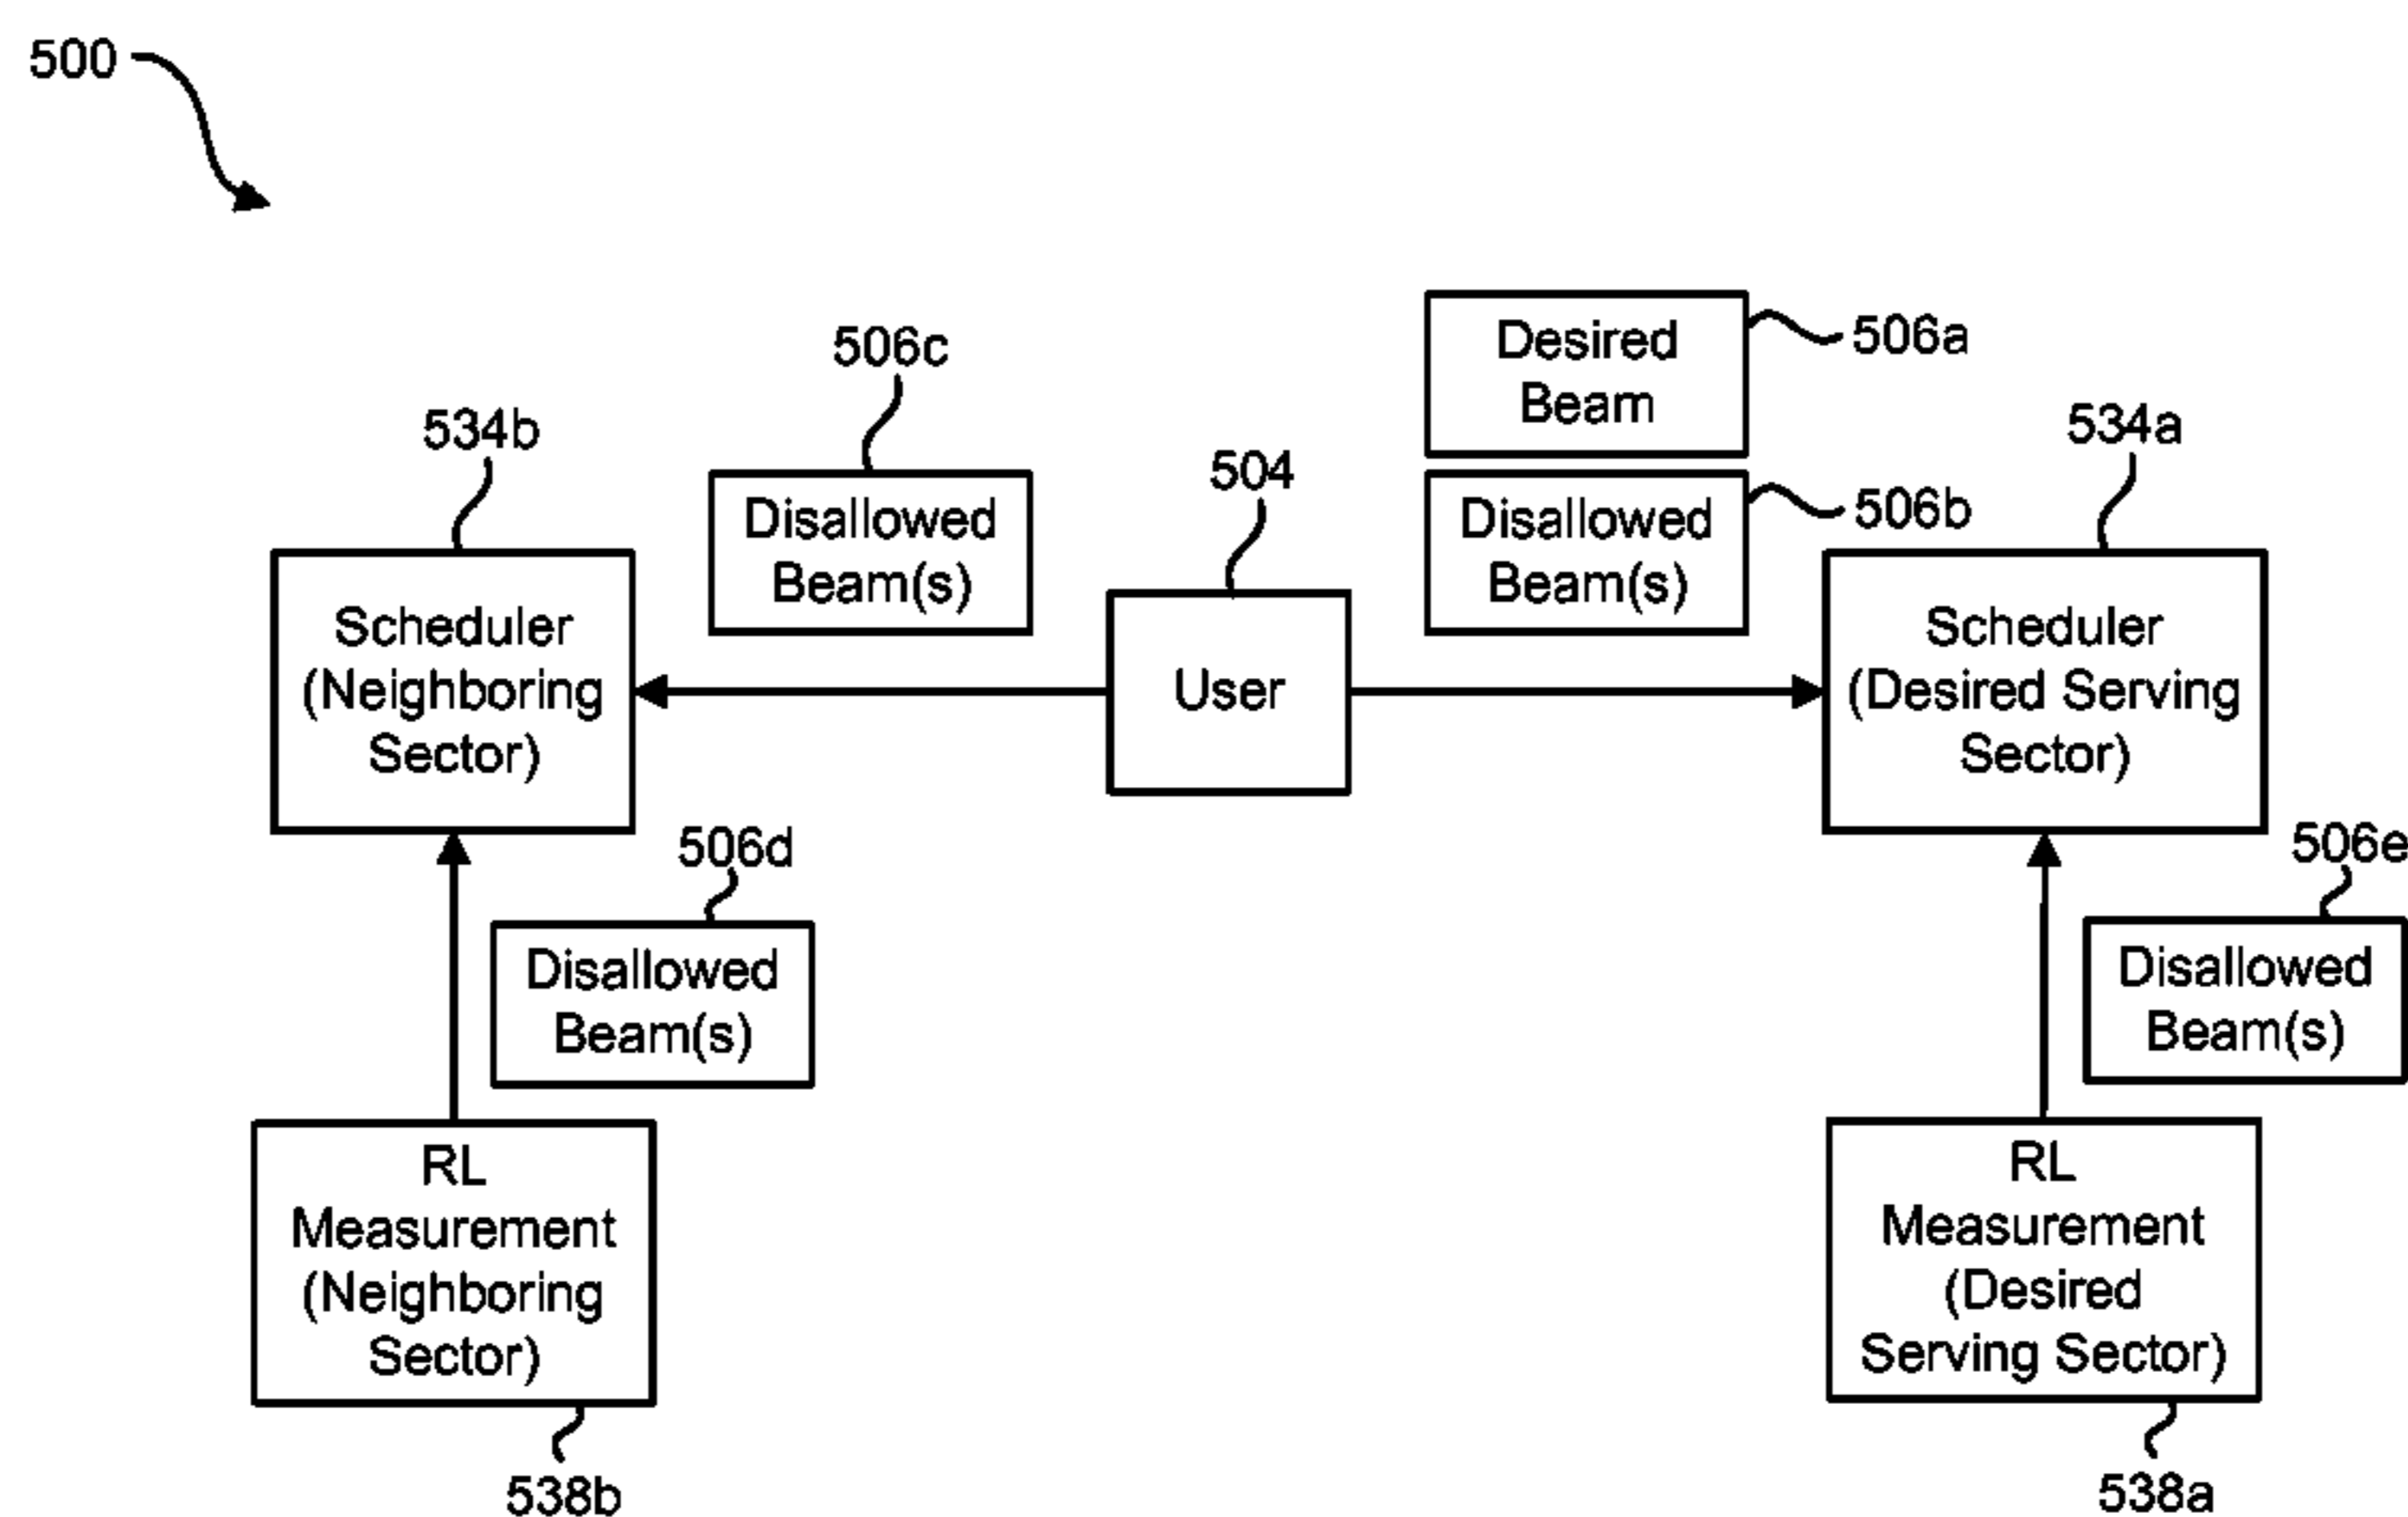 500
Desired
Beam
506a
506c
534b
504
534a
Disallowed
Beam(s)
Disallowed
Beam(s)
506b
Scheduler
(Neighboring
Sector)
User
Scheduler
(Desired Serving
Sector)
506d
506e
Disallowed
Beam(s)
Disallowed
Beam(s)
RL
Measurement
(Neighboring
Sector)
RL
Measurement
(Desired
Serving Sector)
538b
538a